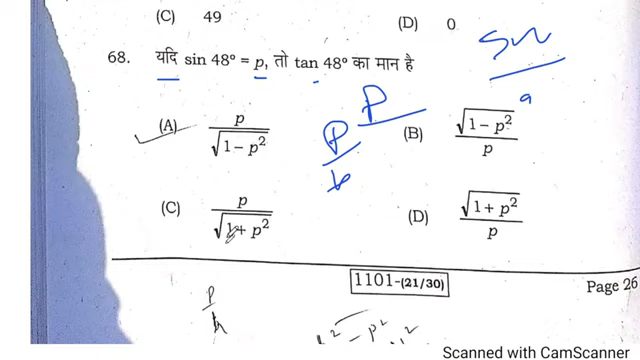 (C) 49 (D) 0
68. यदि sin 48° = p, तो tan 48° का मान है
P
(A) p / √(1 – p²) (B) √(1 – p²) / p
P / b
(C) p / √(1 + p²) (D) √(1 + p²) / p
1101-(21/30) Page 26
P / h
Scanned with CamScanner